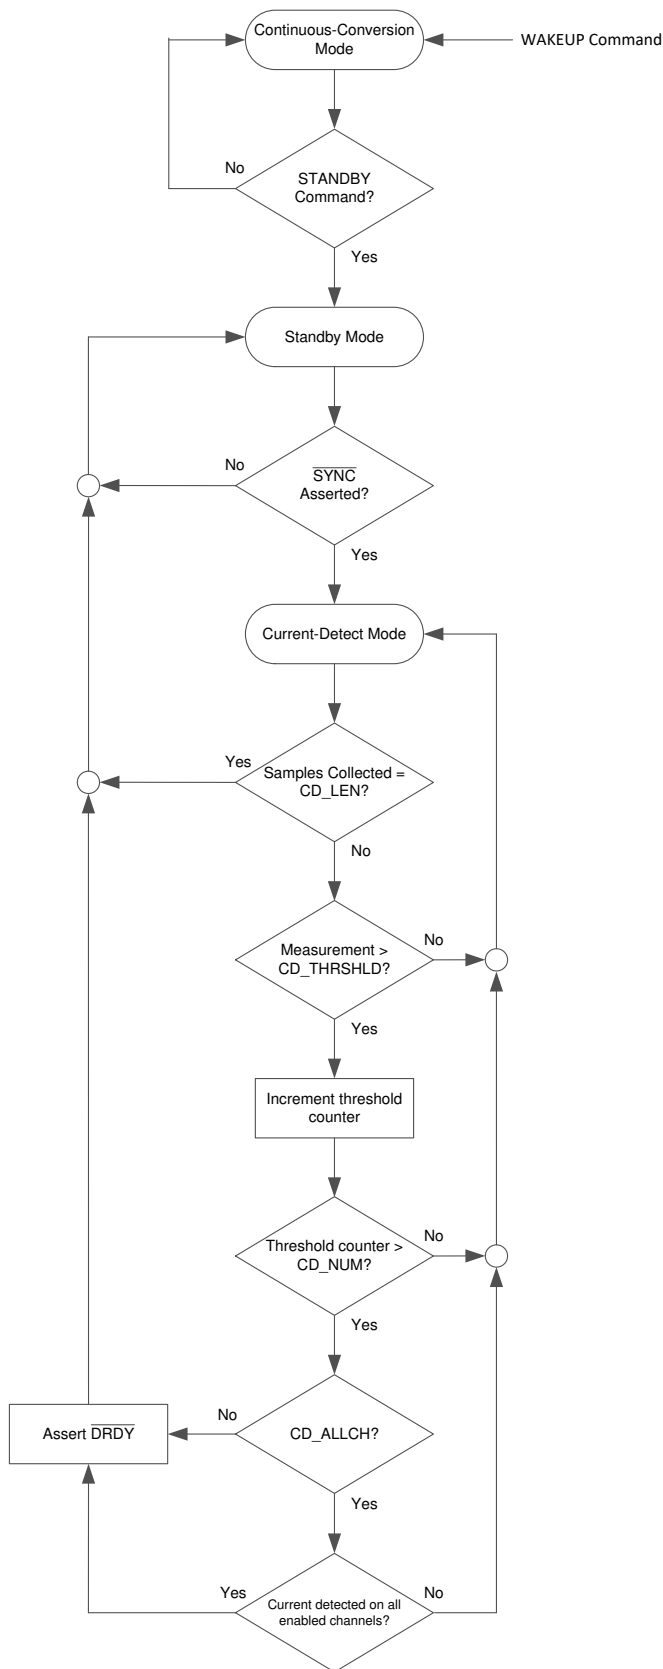 Continuous-Conversion
Mode
WAKEUP Command
No
STANDBY
Command?
Yes
Standby Mode
No
SYNC
Asserted?
Yes
Current-Detect Mode
Yes
Samples Collected =
CD_LEN?
No
Measurement >
CD_THRSHLD?
No
Yes
Increment threshold
counter
Threshold counter >
CD_NUM?
No
Yes
Assert DRDY
No
CD_ALLCH?
Yes
Yes
Current detected on all
enabled channels?
No